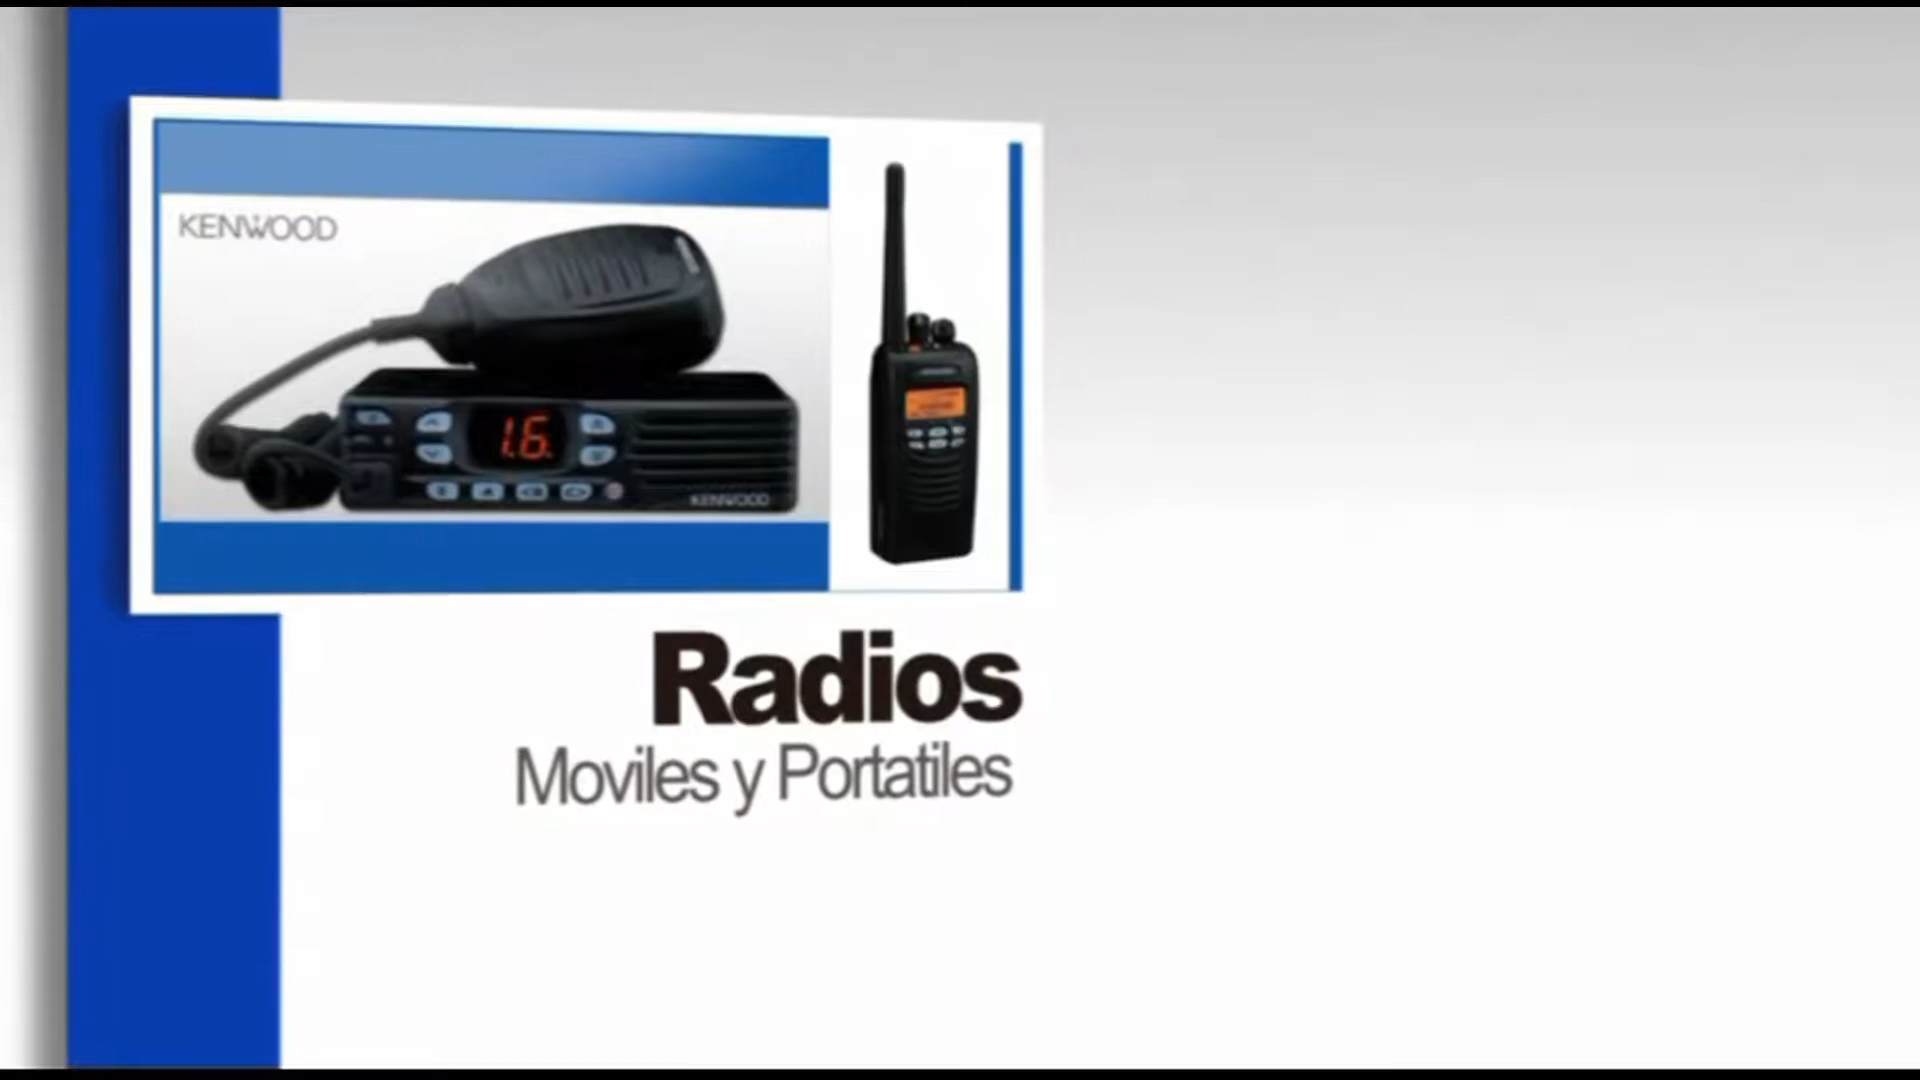 KENWOOD
1.6.
KENWOOD
Radios
Moviles y Portatiles